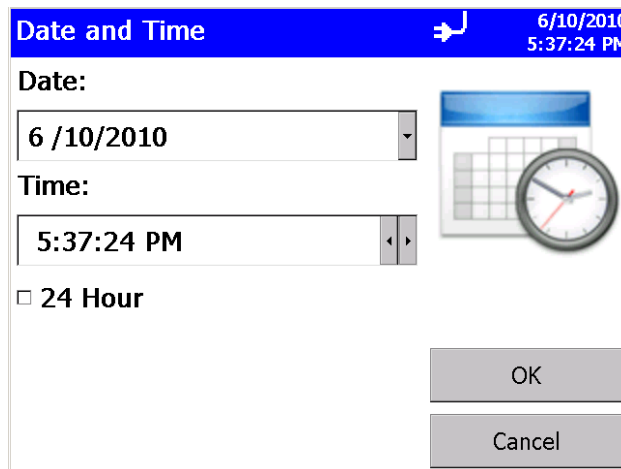 Date and Time
6/10/2010
5:37:24 PM
Date:
6 /10/2010
Time:
5:37:24 PM
24 Hour
OK
Cancel